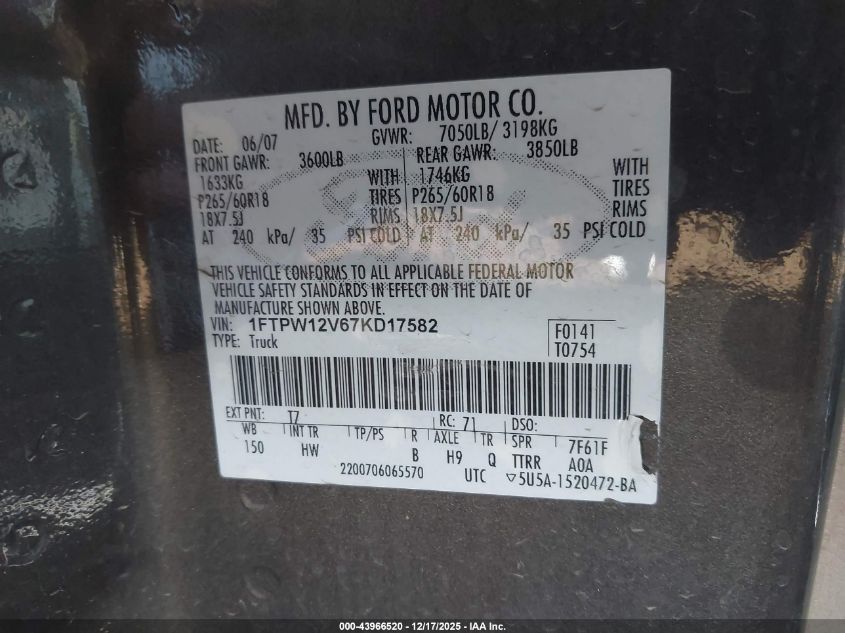 MFD. BY FORD MOTOR CO.
DATE: 06/07 GVWR: 7050LB/ 3198KG
FRONT GAWR: 3600LB REAR GAWR: 3850LB
1633KG WITH 1746KG WITH
P265/60R18 TIRES P265/60R18 TIRES
18X7.5J RIMS 18X7.5J RIMS
AT 240 kPa/ 35 PSI COLD AT 240 kPa/ 35 PSI COLD
THIS VEHICLE CONFORMS TO ALL APPLICABLE FEDERAL MOTOR
VEHICLE SAFETY STANDARDS IN EFFECT ON THE DATE OF
MANUFACTURE SHOWN ABOVE.
VIN: 1FTPW12V67KD17582 F0141
TYPE: Truck T0754
EXT PNT: T7 RC: 71 DSO:
WB INT TR TP/PS R AXLE TR SPR 7F61F
150 HW B H9 Q TTRR A0A
2200706065570 UTC ▽5U5A-1520472-BA
000-43966520 / 12/17/2025 - IAA, Inc.